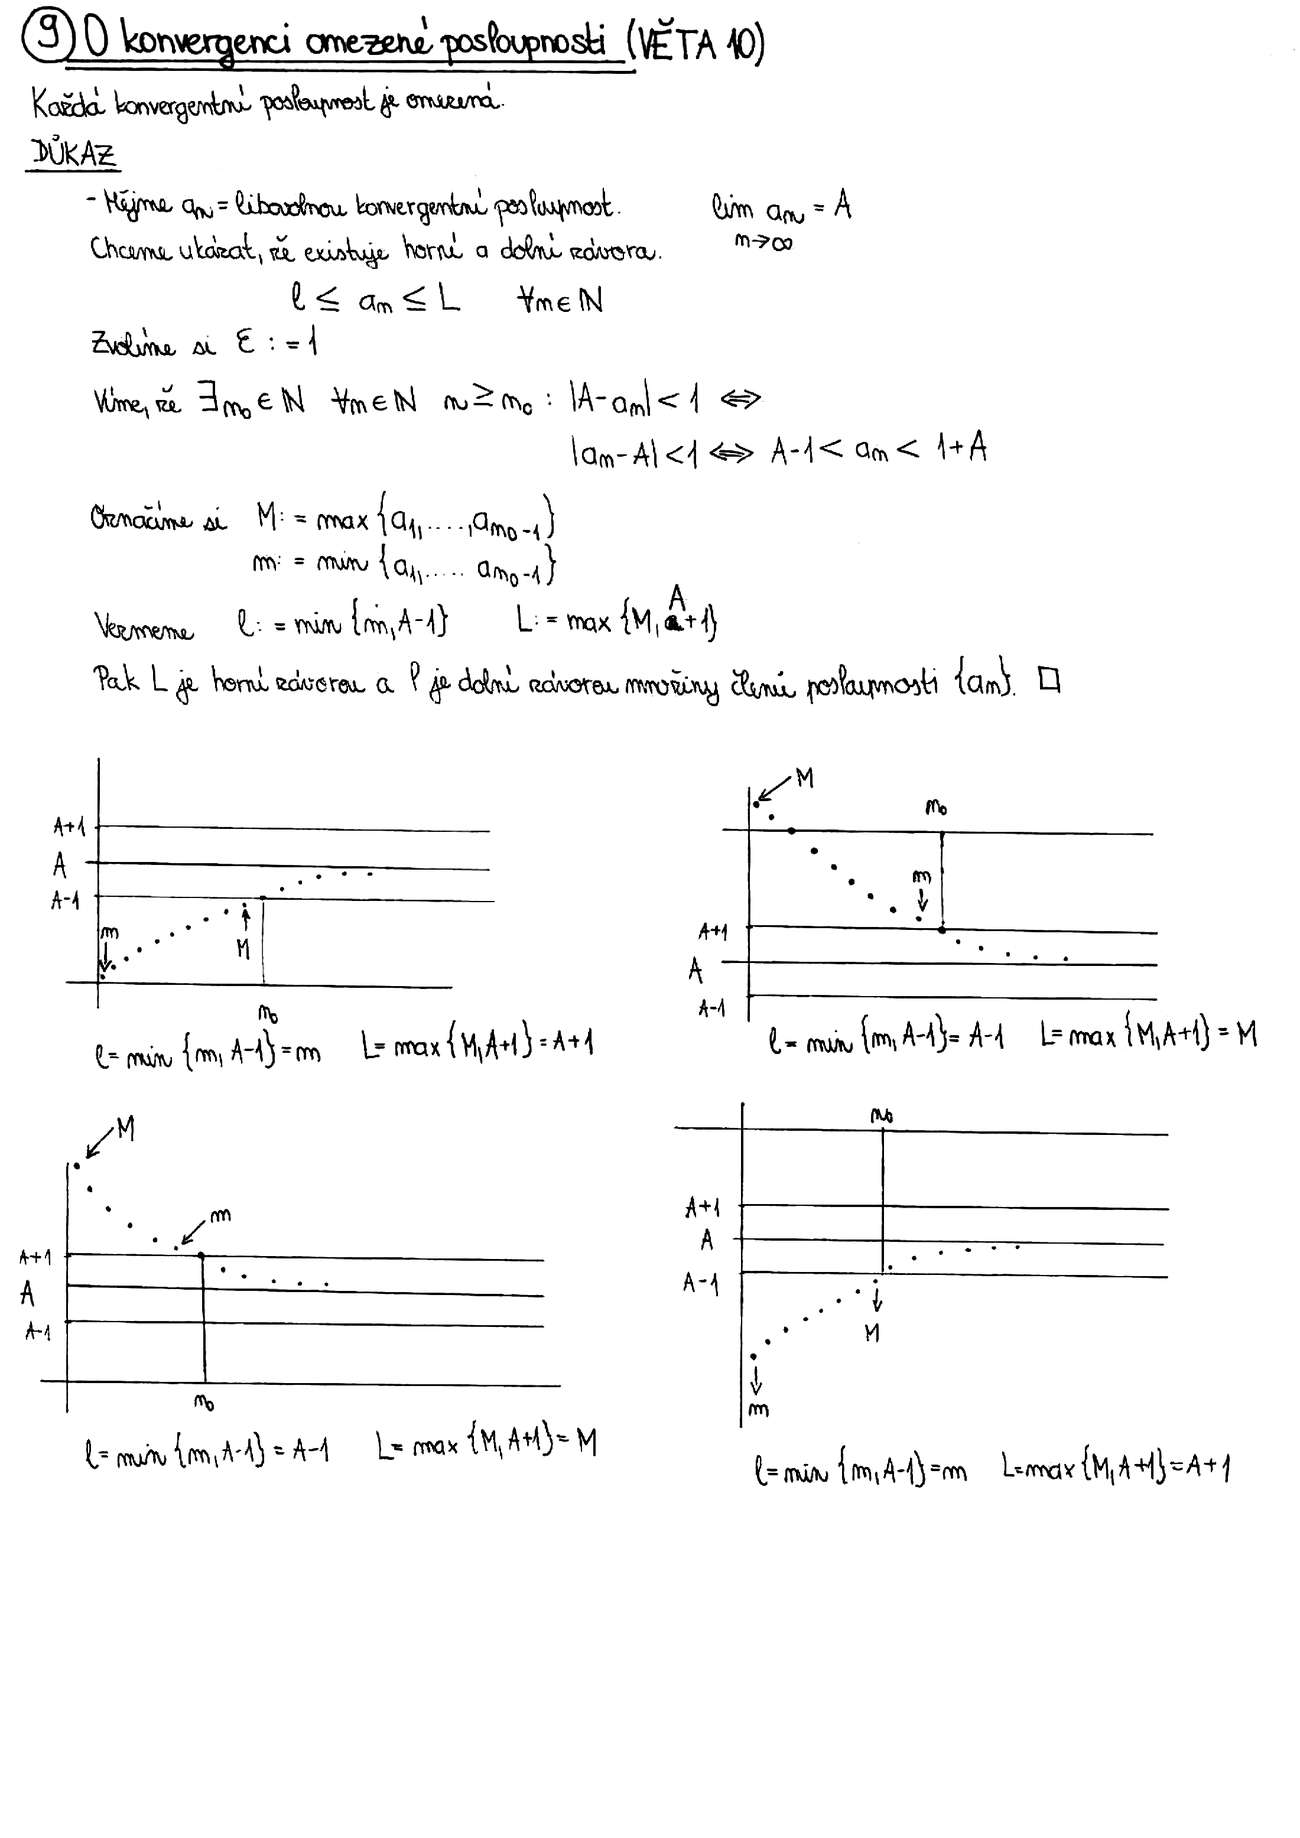 9 O konvergenci omezené posloupnosti (VĚTA 10)
Každá konvergentní posloupnost je omezená.
DŮKAZ
- Mějme an = libovolnou konvergentní posloupnost. lim an = A
n→∞
Chceme ukázat, že existuje horní a dolní závora.
l ≤ an ≤ L ∀n∈ℕ
Zvolíme si ε := 1
Víme, že ∃n₀∈ℕ ∀n∈ℕ n ≥ n₀ : |A-an| < 1 ⇔
|an-A| < 1 ⇔ A-1 < an < 1+A
Označíme si M: = max {a₁, ....., an₀-1}
m: = min {a₁, ..... an₀-1}
Vezmeme l: = min {m, A-1} L: = max {M, A+1}
Pak L je horní závorou a l je dolní závorou množiny členů posloupnosti {an}. □
A+1
A
A-1
m
M
n₀
l = min {m, A-1} = m L = max {M, A+1} = A+1
M
n₀
m
A+1
A
A-1
l = min {m, A-1} = A-1 L = max {M, A+1} = M
M
m
A+1
A
A-1
n₀
l = min {m, A-1} = A-1 L = max {M, A+1} = M
n₀
A+1
A
A-1
M
m
l = min {m, A-1} = m L = max {M, A+1} = A+1